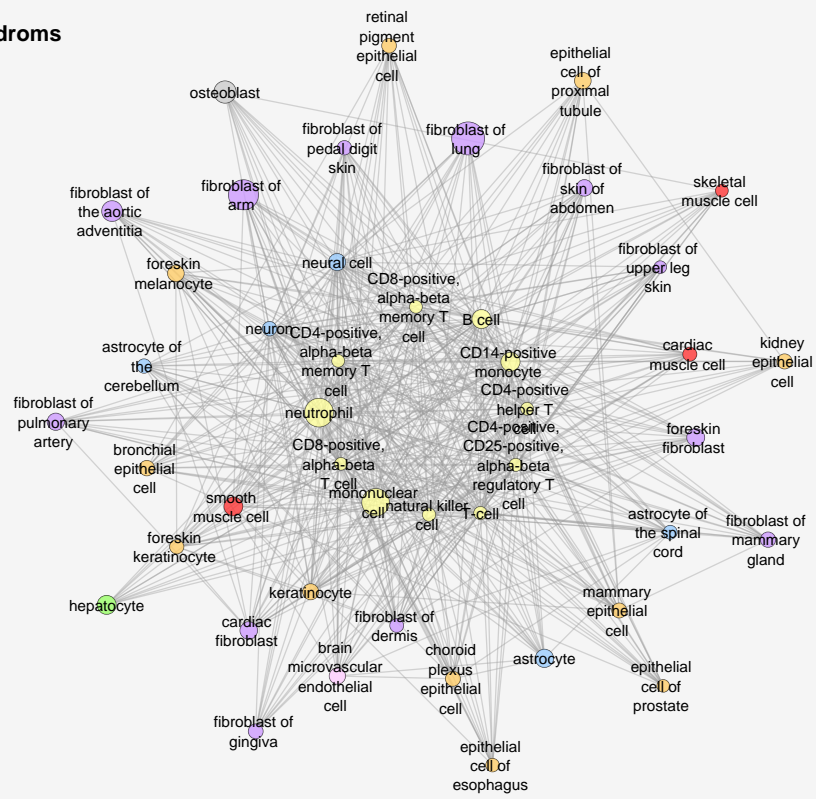 droms
retinal
pigment
epithelial
cell
epithelial
cell of
proximal
tubule
osteoblast
fibroblast of
pedal digit
skin
fibroblast of
lung
fibroblast of
skin of
abdomen
skeletal
muscle cell
fibroblast of
the aortic
adventitia
fibroblast of
arm
foreskin
melanocyte
neural cell
CD8-positive,
alpha-beta
memory T
cell
B cell
fibroblast of
upper leg
skin
neuron
CD4-positive,
alpha-beta
memory T
cell
CD14-positive
monocyte
cardiac
muscle cell
kidney
epithelial
cell
astrocyte of
the
cerebellum
CD4-positive
helper T
cell
neutrophil
fibroblast of
pulmonary
artery
CD4-positive,
CD25-positive,
alpha-beta
regulatory T
cell
foreskin
fibroblast
bronchial
epithelial
cell
CD8-positive,
alpha-beta
T cell
mononuclear
cell
natural killer
cell
T-cell
smooth
muscle cell
astrocyte of
the spinal
cord
fibroblast of
mammary
gland
foreskin
keratinocyte
hepatocyte
keratinocyte
mammary
epithelial
cell
cardiac
fibroblast
fibroblast of
dermis
brain
microvascular
endothelial
cell
choroid
plexus
epithelial
cell
astrocyte
epithelial
cell of
prostate
fibroblast of
gingiva
epithelial
cell of
esophagus